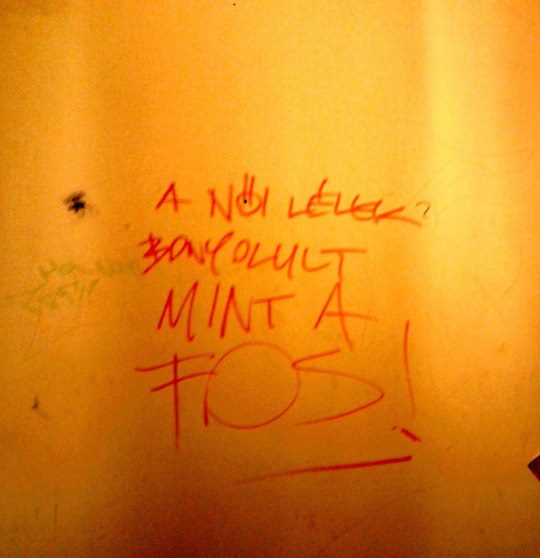 A NŐI LÉLEK?
BONYOLULT
MINT A
FOS!